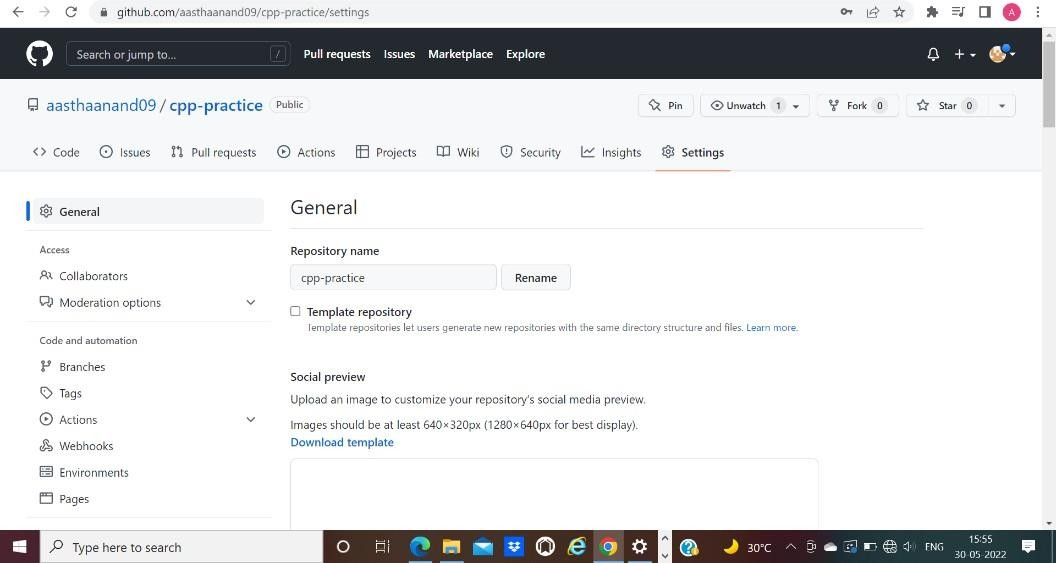 github.com/aasthaanand09/cpp-practice/settings
A
Search or jump to... /
Pull requests Issues Marketplace Explore
aasthaanand09 / cpp-practice Public
Pin Unwatch 1 Fork 0 Star 0
Code Issues Pull requests Actions Projects Wiki Security Insights Settings
General
Access
Collaborators
Moderation options
Code and automation
Branches
Tags
Actions
Webhooks
Environments
Pages
General
Repository name
cpp-practice Rename
Template repository
Template repositories let users generate new repositories with the same directory structure and files. Learn more.
Social preview
Upload an image to customize your repository's social media preview.
Images should be at least 640×320px (1280×640px for best display).
Download template
Type here to search
30°C
ENG
15:55
30-05-2022